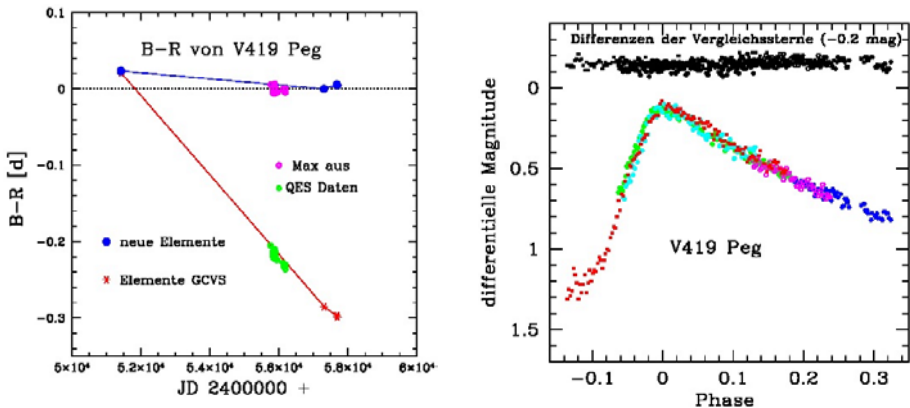 B-R von V419 Peg
0.1
0
-0.1
-0.2
-0.3
B-R [d]
Max aus
QES Daten
neue Elemente
Elemente GCVS
5×10⁴
5.2×10⁴
5.4×10⁴
5.6×10⁴
5.8×10⁴
6×10⁴
JD 2400000 +
Differenzen der Vergleichssterne (-0.2 mag)
0
0.5
1
1.5
differentielle Magnitude
V419 Peg
-0.1
0
0.1
0.2
0.3
Phase